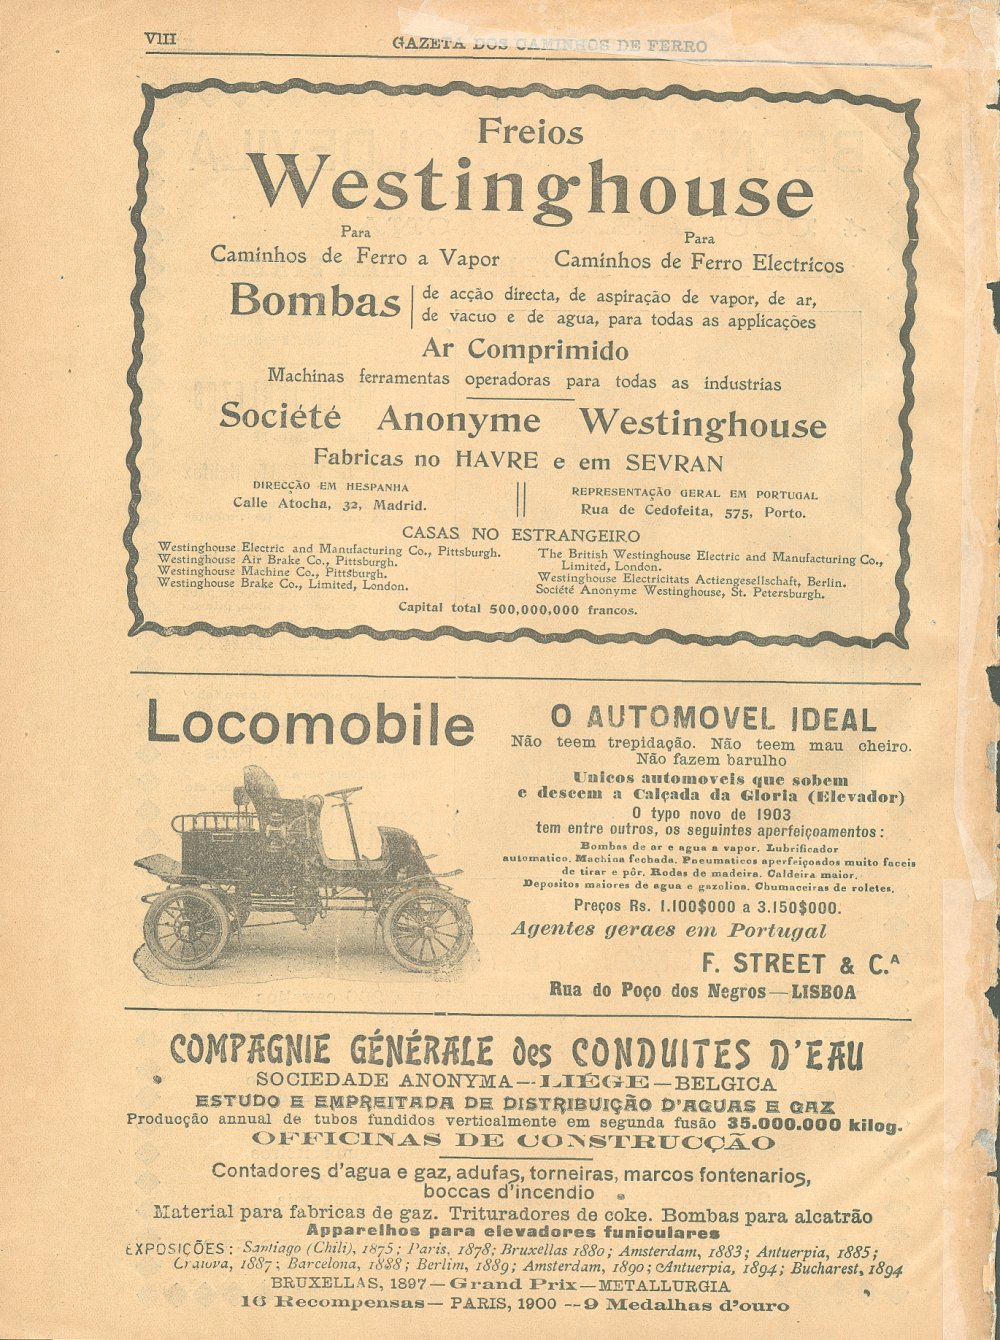 VIII
GAZETA DOS CAMINHOS DE FERRO
Freios
Westinghouse
Para
Caminhos de Ferro a Vapor
Para
Caminhos de Ferro Electricos
Bombas
de acção directa, de aspiração de vapor, de ar,
de vacuo e de agua, para todas as applicações
Ar Comprimido
Machinas ferramentas operadoras para todas as industrias
Société Anonyme Westinghouse
Fabricas no HAVRE e em SEVRAN
DIRECÇÃO EM HESPANHA
Calle Atocha, 32, Madrid.
REPRESENTAÇÃO GERAL EM PORTUGAL
Rua de Cedofeita, 575, Porto.
CASAS NO ESTRANGEIRO
Westinghouse Electric and Manufacturing Co., Pittsburgh.
Westinghouse Air Brake Co., Pittsburgh.
Westinghouse Machine Co., Pittsburgh.
Westinghouse Brake Co., Limited, London.
The British Westinghouse Electric and Manufacturing Co.,
Limited, London.
Westinghouse Electricitats Actiengesellschaft, Berlin.
Société Anonyme Westinghouse, St. Petersburgh.
Capital total 500,000,000 francos.
Locomobile
O AUTOMOVEL IDEAL
Não teem trepidação. Não teem mau cheiro.
Não fazem barulho
Unicos automoveis que sobem
e descem a Calçada da Gloria (Elevador)
O typo novo de 1903
tem entre outros, os seguintes aperfeiçoamentos:
Bombas de ar e agua a vapor. Lubrificador
automatico. Machina fechada. Pneumaticos aperfeiçoados muito faceis
de tirar e pôr. Rodas de madeira. Caldeira maior.
Depositos maiores de agua e gazolina. Chumaceiras de roletes.
Preços Rs. 1.100$000 a 3.150$000.
Agentes geraes em Portugal
F. STREET & C.A
Rua do Poço dos Negros—LISBOA
COMPAGNIE GÉNÉRALE des CONDUITES D'EAU
SOCIEDADE ANONYMA—LIÉGE—BELGICA
ESTUDO E EMPREITADA DE DISTRIBUIÇÃO D'AGUAS E GAZ
Producção annual de tubos fundidos verticalmente em segunda fusão 35.000.000 kilog.
OFFICINAS DE CONSTRUCÇÃO
Contadores d'agua e gaz, adufas, torneiras, marcos fontenarios,
boccas d'incendio
Material para fabricas de gaz. Trituradores de coke. Bombas para alcatrão
Apparelhos para elevadores funiculares
EXPOSIÇÕES: Santiago (Chili), 1875; Paris, 1878; Bruxellas 1880; Amsterdam, 1883; Antuerpia, 1885;
Craiova, 1887; Barcelona, 1888; Berlim, 1889; Amsterdam, 1890; Antuerpia, 1894; Bucharest, 1894
BRUXELLAS, 1897—Grand Prix—METALLURGIA
16 Recompensas—PARIS, 1900--9 Medalhas d'ouro